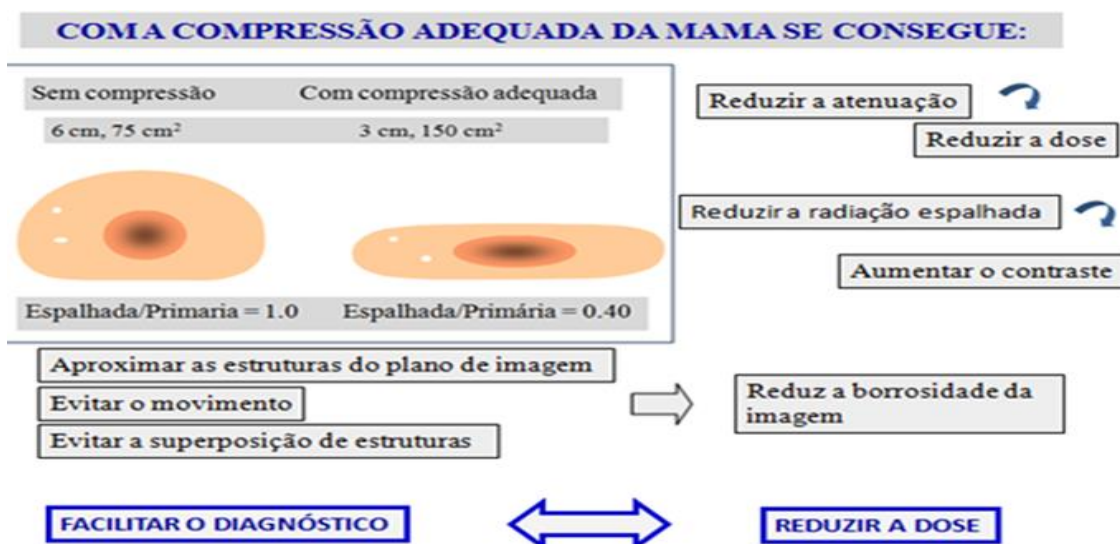 COM A COMPRESSÃO ADEQUADA DA MAMA SE CONSEGUE:
Sem compressão
Com compressão adequada
6 cm, 75 cm²
3 cm, 150 cm²
Espalhada/Primaria = 1.0
Espalhada/Primária = 0.40
Reduzir a atenuação
Reduzir a dose
Reduzir a radiação espalhada
Aumentar o contraste
Aproximar as estruturas do plano de imagem
Evitar o movimento
Evitar a superposição de estruturas
Reduz a borrosidade da
imagem
FACILITAR O DIAGNÓSTICO
REDUZIR A DOSE